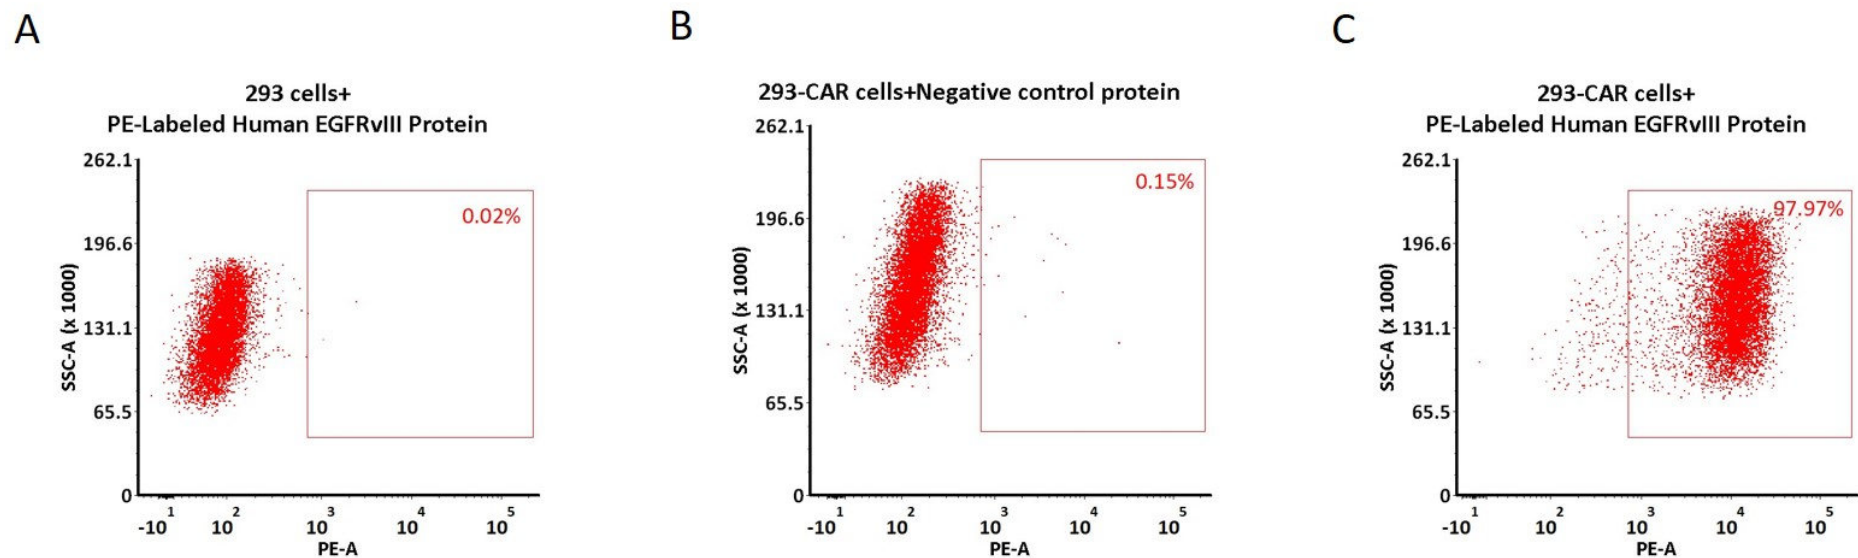 A
293 cells+
PE-Labeled Human EGFRvIII Protein
262.1
196.6
131.1
65.5
0
SSC-A (x 1000)
0.02%
-10 1 10 2 10 3 10 4 10 5
PE-A
B
293-CAR cells+Negative control protein
262.1
196.6
131.1
65.5
0
SSC-A (x 1000)
0.15%
-10 1 10 2 10 3 10 4 10 5
PE-A
C
293-CAR cells+
PE-Labeled Human EGFRvIII Protein
262.1
196.6
131.1
65.5
0
SSC-A (x 1000)
97.97%
-10 1 10 2 10 3 10 4 10 5
PE-A